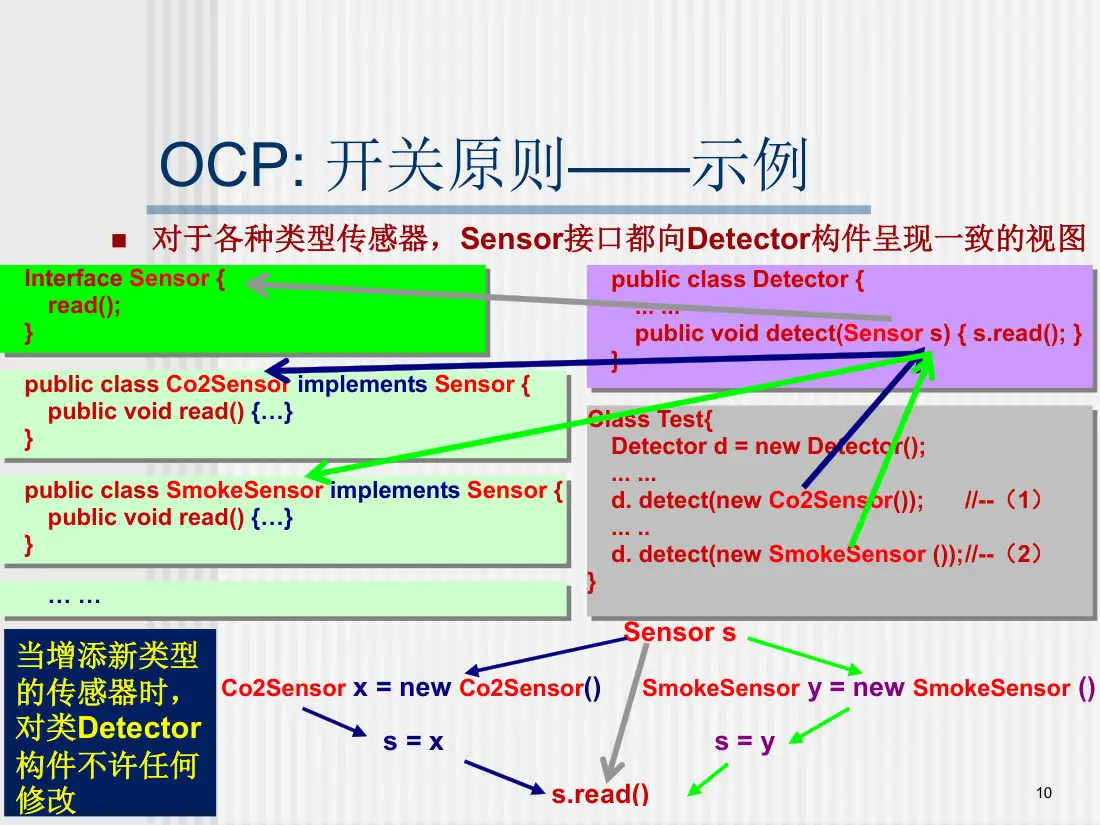 OCP: 开关原则——示例
■ 对于各种类型传感器，Sensor接口都向Detector构件呈现一致的视图
Interface Sensor {
read();
}
public class Co2Sensor implements Sensor {
public void read() {…}
}
public class SmokeSensor implements Sensor {
public void read() {…}
}
… …
public class Detector {
... ...
public void detect(Sensor s) { s.read(); }
}
Class Test{
Detector d = new Detector();
... ...
d. detect(new Co2Sensor()); //--（1）
... ..
d. detect(new SmokeSensor ());//--（2）
}
当增添新类型
的传感器时，
对类Detector
构件不许任何
修改
Sensor s
Co2Sensor x = new Co2Sensor()
SmokeSensor y = new SmokeSensor ()
s = x
s = y
s.read()
10